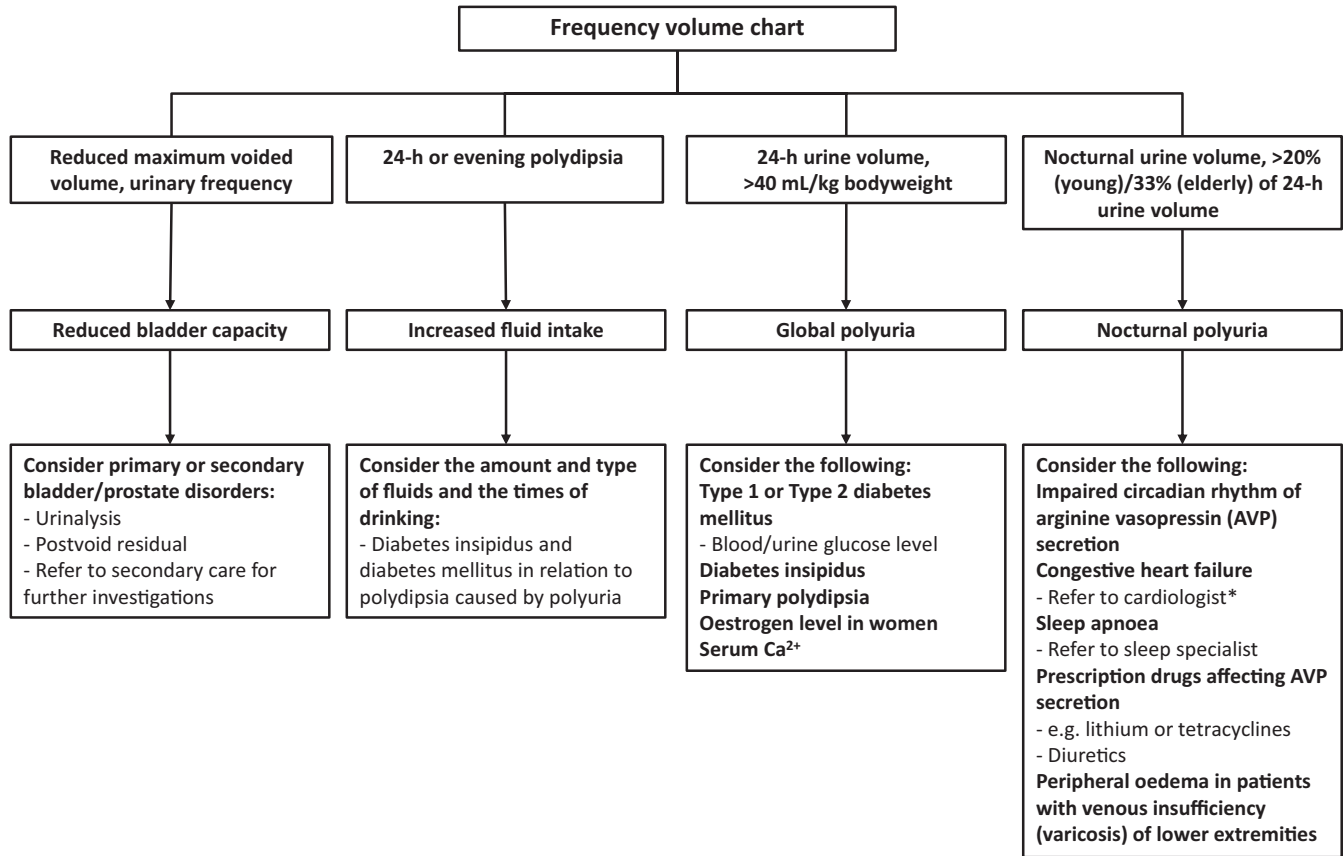 Frequency volume chart
Reduced maximum voided
volume, urinary frequency
24-h or evening polydipsia
24-h urine volume,
>40 mL/kg bodyweight
Nocturnal urine volume, >20%
(young)/33% (elderly) of 24-h
urine volume
Reduced bladder capacity
Increased fluid intake
Global polyuria
Nocturnal polyuria
Consider primary or secondary
bladder/prostate disorders:
- Urinalysis
- Postvoid residual
- Refer to secondary care for
further investigations
Consider the amount and type
of fluids and the times of
drinking:
- Diabetes insipidus and
diabetes mellitus in relation to
polydipsia caused by polyuria
Consider the following:
Type 1 or Type 2 diabetes
mellitus
- Blood/urine glucose level
Diabetes insipidus
Primary polydipsia
Oestrogen level in women
Serum Ca²⁺
Consider the following:
Impaired circadian rhythm of
arginine vasopressin (AVP)
secretion
Congestive heart failure
- Refer to cardiologist*
Sleep apnoea
- Refer to sleep specialist
Prescription drugs affecting AVP
secretion
- e.g. lithium or tetracyclines
- Diuretics
Peripheral oedema in patients
with venous insufficiency
(varicosis) of lower extremities